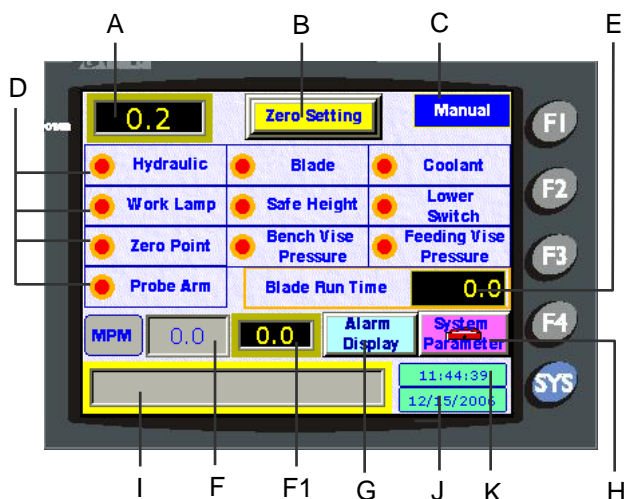 A B C E
D
0.2 Zero Setting Manual F1
Hydraulic Blade Coolant
Work Lamp Safe Height Lower Switch F2
Zero Point Bench Vise Pressure Feeding Vise Pressure F3
Probe Arm Blade Run Time 0.0
MPM 0.0 0.0 Alarm Display System Parameter F4
11:44:39 SYS
12/15/2006
I F F1 G J K H